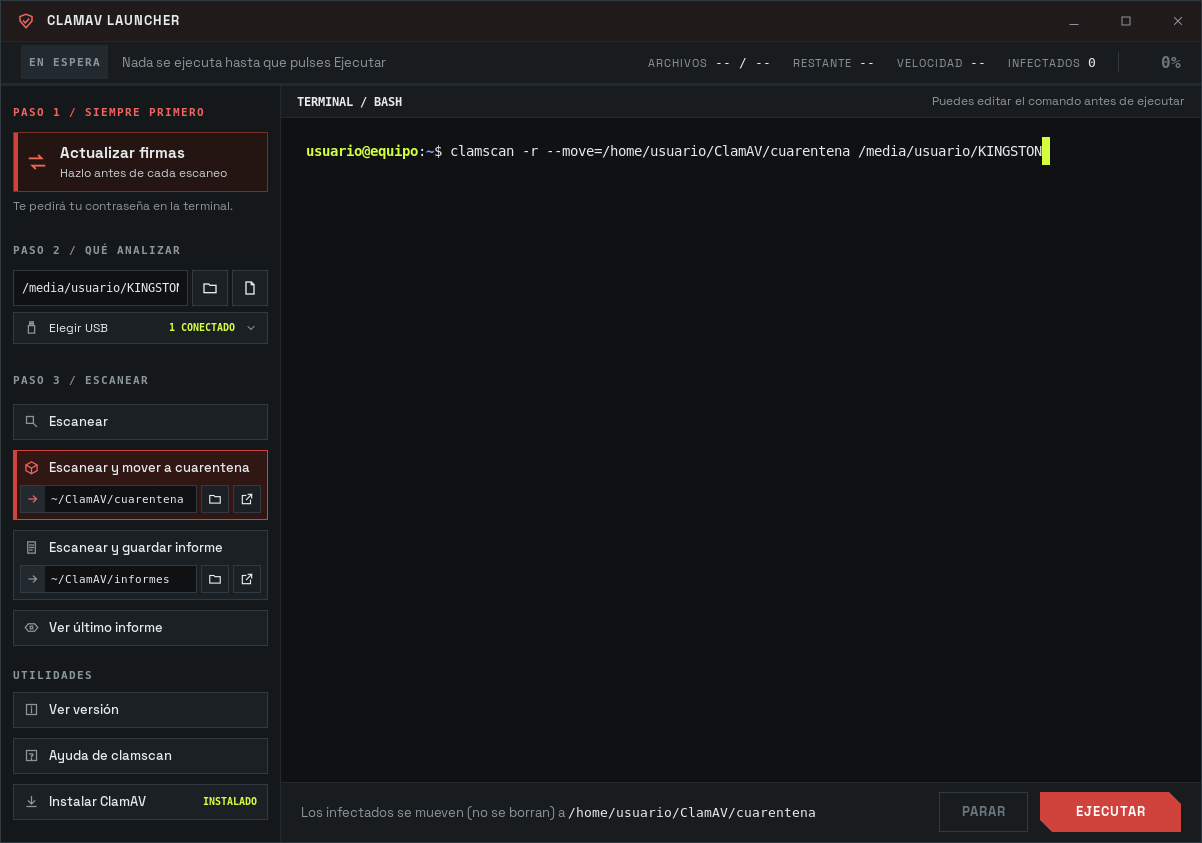 CLAMAV LAUNCHER
EN ESPERA Nada se ejecuta hasta que pulses Ejecutar ARCHIVOS -- / -- RESTANTE -- VELOCIDAD -- INFECTADOS 0 0%
PASO 1 / SIEMPRE PRIMERO
Actualizar firmas
Hazlo antes de cada escaneo
Te pedirá tu contraseña en la terminal.
PASO 2 / QUÉ ANALIZAR
/media/usuario/KINGSTON
Elegir USB 1 CONECTADO
PASO 3 / ESCANEAR
Escanear
Escanear y mover a cuarentena
~/ClamAV/cuarentena
Escanear y guardar informe
~/ClamAV/informes
Ver último informe
UTILIDADES
Ver versión
Ayuda de clamscan
Instalar ClamAV INSTALADO
TERMINAL / BASH Puedes editar el comando antes de ejecutar
usuario@equipo:~$ clamscan -r --move=/home/usuario/ClamAV/cuarentena /media/usuario/KINGSTON
Los infectados se mueven (no se borran) a /home/usuario/ClamAV/cuarentena PARAR EJECUTAR